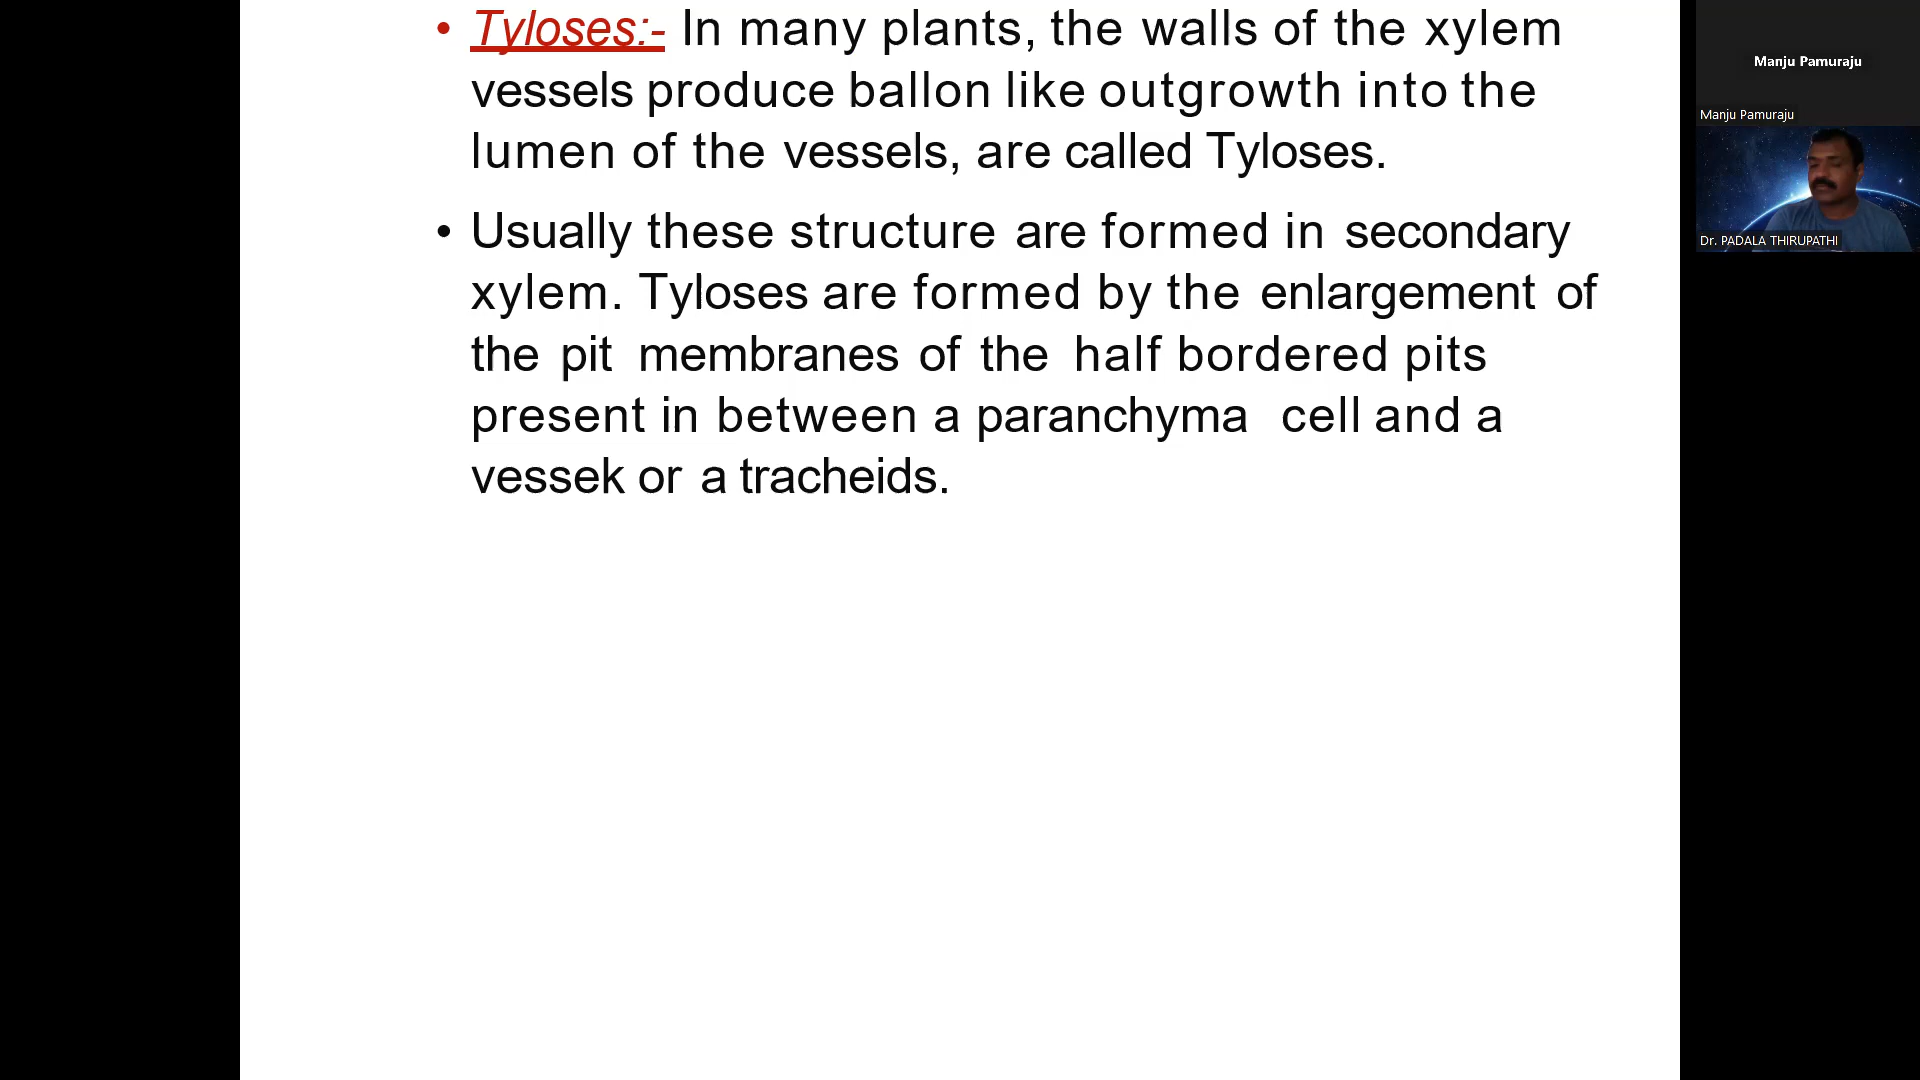 • Tyloses:- In many plants, the walls of the xylem
vessels produce ballon like outgrowth into the
lumen of the vessels, are called Tyloses.
• Usually these structure are formed in secondary
xylem. Tyloses are formed by the enlargement of
the pit membranes of the half bordered pits
present in between a paranchyma cell and a
vessek or a tracheids.
Manju Pamuraju
Manju Pamuraju
Dr. PADALA THIRUPATHI